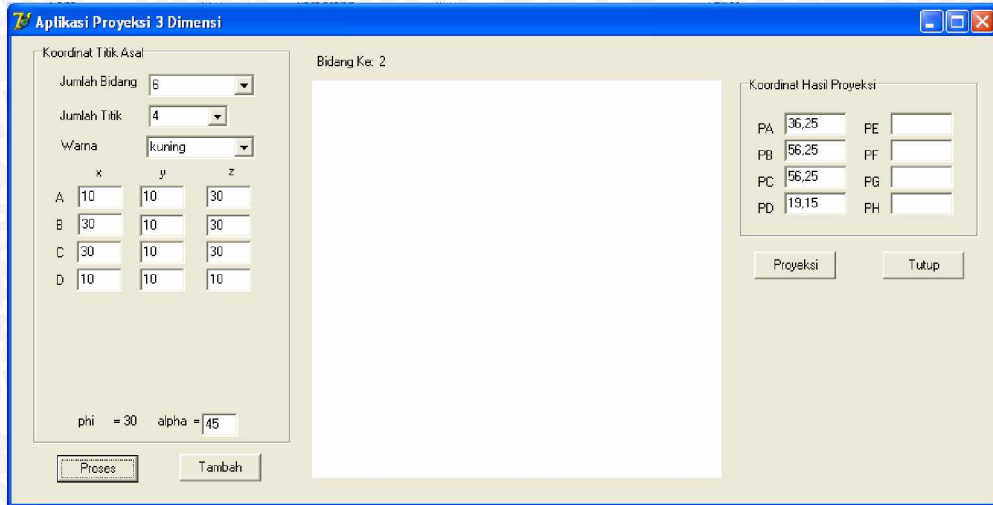 Aplikasi Proyeksi 3 Dimensi
Koordinat Titik Asal
Jumlah Bidang 6
Jumlah Titik 4
Warna kuning
x y z
A 10 10 30
B 30 10 30
C 30 10 30
D 10 10 10
phi = 30 alpha = 45
Proses Tambah
Bidang Ke: 2
Koordinat Hasil Proyeksi
PA 36,25 PE
PB 56,25 PF
PC 56,25 PG
PD 19,15 PH
Proyeksi Tutup